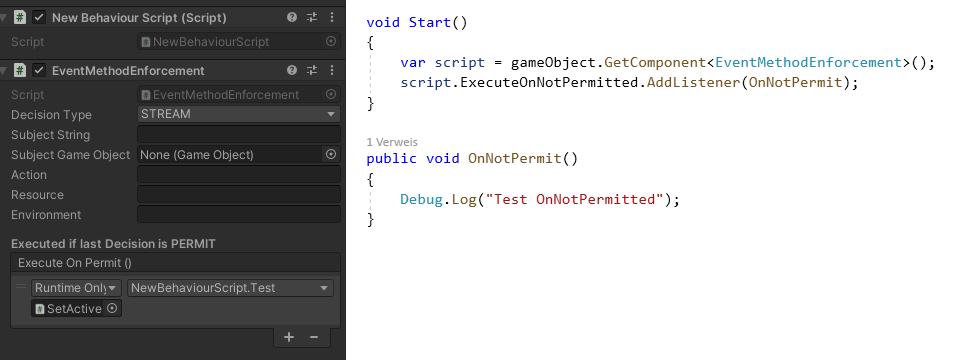 New Behaviour Script (Script)
Script
NewBehaviourScript
EventMethodEnforcement
Script
EventMethodEnforcement
Decision Type
STREAM
Subject String
Subject Game Object
None (Game Object)
Action
Resource
Environment
Executed if last Decision is PERMIT
Execute On Permit ()
Runtime Only
NewBehaviourScript.Test
SetActive
void Start()
{
var script = gameObject.GetComponent<EventMethodEnforcement>();
script.ExecuteOnNotPermitted.AddListener(OnNotPermit);
}
1 Verweis
public void OnNotPermit()
{
Debug.Log("Test OnNotPermitted");
}